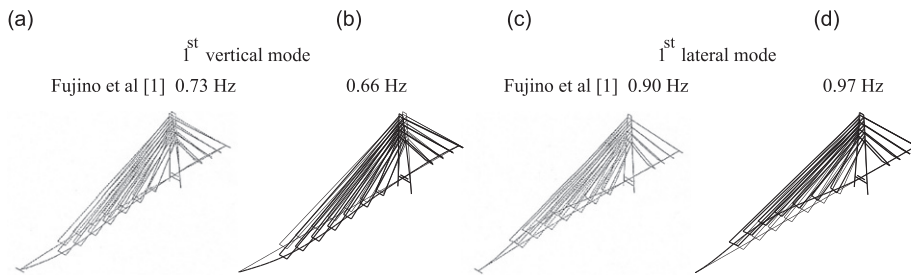 (a) (b) (c) (d)
1st vertical mode 1st lateral mode
Fujino et al [1] 0.73 Hz 0.66 Hz Fujino et al [1] 0.90 Hz 0.97 Hz